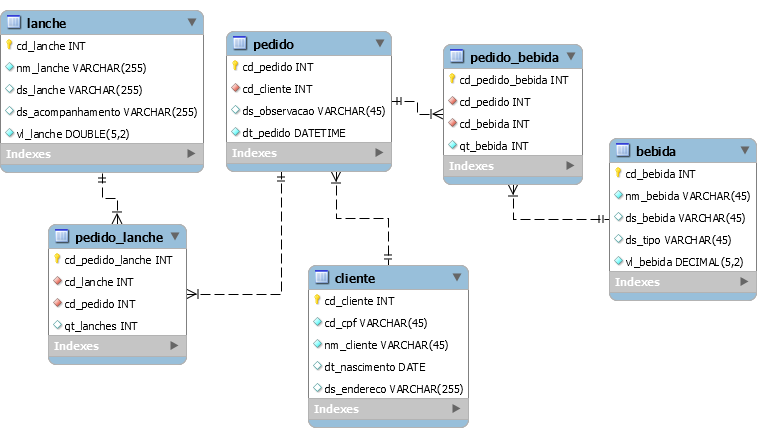 lanche
cd_lanche INT
nm_lanche VARCHAR(255)
ds_lanche VARCHAR(255)
ds_acompanhamento VARCHAR(255)
vl_lanche DOUBLE(5,2)
Indexes
pedido
cd_pedido INT
cd_cliente INT
ds_observacao VARCHAR(45)
dt_pedido DATETIME
Indexes
pedido_bebida
cd_pedido_bebida INT
cd_pedido INT
cd_bebida INT
qt_bebida INT
Indexes
bebida
cd_bebida INT
nm_bebida VARCHAR(45)
ds_bebida VARCHAR(45)
ds_tipo VARCHAR(45)
vl_bebida DECIMAL(5,2)
Indexes
pedido_lanche
cd_pedido_lanche INT
cd_lanche INT
cd_pedido INT
qt_lanches INT
Indexes
cliente
cd_cliente INT
cd_cpf VARCHAR(45)
nm_cliente VARCHAR(45)
dt_nascimento DATE
ds_endereco VARCHAR(255)
Indexes